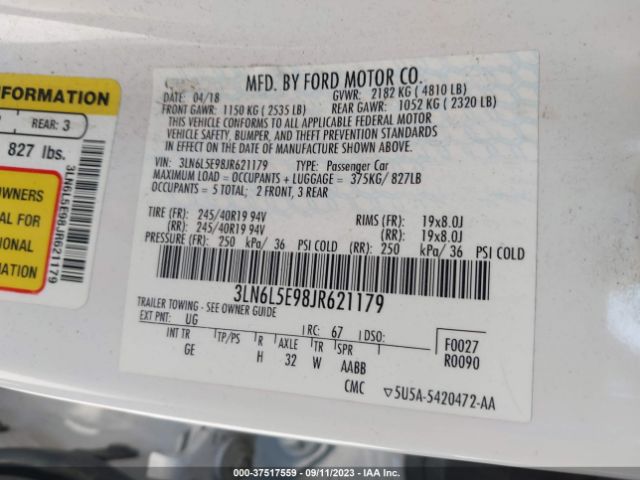 MFD. BY FORD MOTOR CO.
DATE: 04/18 GVWR: 2182 KG ( 4810 LB)
FRONT GAWR: 1150 KG ( 2535 LB) REAR GAWR: 1052 KG ( 2320 LB)
THIS VEHICLE CONFORMS TO ALL APPLICABLE FEDERAL MOTOR
VEHICLE SAFETY, BUMPER, AND THEFT PREVENTION STANDARDS
IN EFFECT ON THE DATE OF MANUFACTURE SHOWN ABOVE.
VIN: 3LN6L5E98JR621179 TYPE: Passenger Car
MAXIMUM LOAD = OCCUPANTS + LUGGAGE = 375KG/ 827LB
OCCUPANTS = 5 TOTAL; 2 FRONT, 3 REAR
TIRE (FR): 245/40R19 94V RIMS (FR): 19x8.0J
(RR): 245/40R19 94V (RR): 19x8.0J
PRESSURE (FR): 250 kPa/ 36 PSI COLD (RR): 250 kPa/ 36 PSI COLD
3LN6L5E98JR621179
TRAILER TOWING - SEE OWNER GUIDE
EXT PNT: UG RC: 67 DSO: F0027
INT TR TP/PS R AXLE TR SPR R0090
GE H 32 W AABB
CMC 5U5A-5420472-AA
NFORMATION
REAR: 3
827 lbs.
OWNERS
AL FOR
ONAL
MATION
3LN6L5E98JR621179
000-37517559 - 09/11/2023 - IAA Inc.